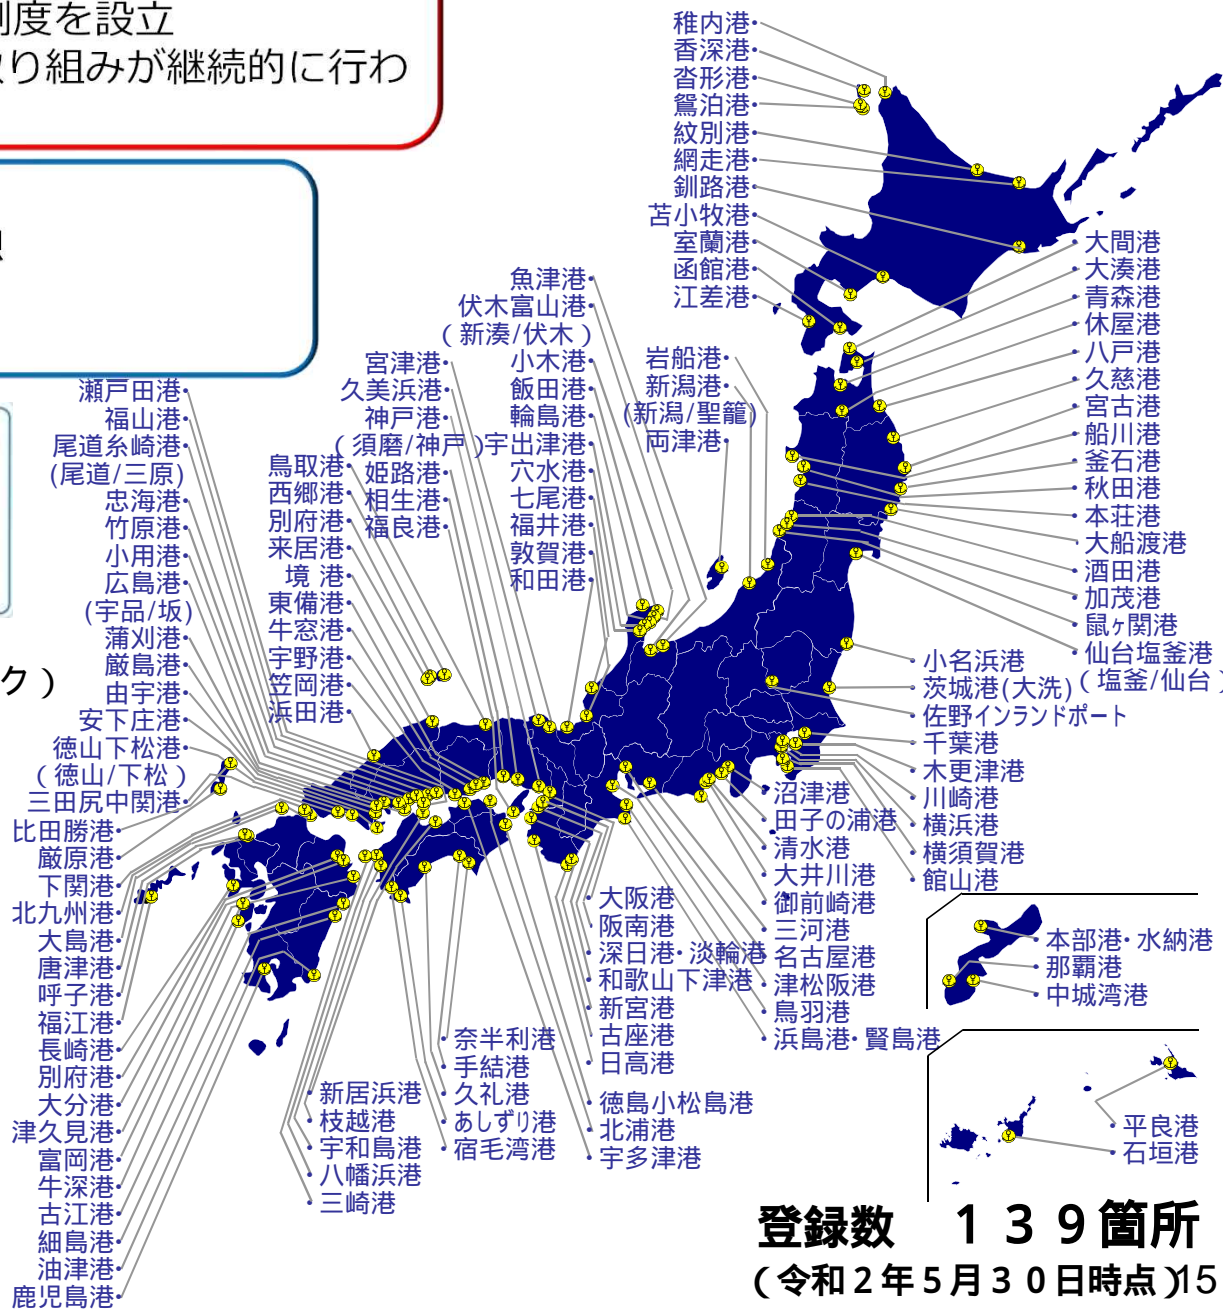 制度を設立
取り組みが継続的に行わ
ク）
稚内港
香深港
沓形港
鴛泊港
紋別港
網走港
釧路港
苫小牧港
室蘭港
函館港
江差港
大間港
大湊港
青森港
休屋港
八戸港
久慈港
宮古港
船川港
釜石港
秋田港
本荘港
大船渡港
酒田港
加茂港
鼠ヶ関港
仙台塩釜港
（塩釜/仙台）
魚津港
伏木富山港
（新湊/伏木）
小木港
飯田港
輪島港
宇出津港
穴水港
七尾港
福井港
敦賀港
和田港
岩船港
新潟港
(新潟/聖籠)
両津港
宮津港
久美浜港
神戸港
（須磨/神戸）
姫路港
相生港
福良港
鳥取港
西郷港
別府港
来居港
境 港
東備港
牛窓港
宇野港
笠岡港
浜田港
瀬戸田港
福山港
尾道糸崎港
(尾道/三原)
忠海港
竹原港
小用港
広島港
(宇品/坂)
蒲刈港
厳島港
由宇港
安下庄港
徳山下松港
（徳山/下松）
三田尻中関港
比田勝港
厳原港
下関港
北九州港
大島港
唐津港
呼子港
福江港
長崎港
別府港
大分港
津久見港
富岡港
牛深港
古江港
細島港
油津港
鹿児島港
小名浜港
茨城港(大洗)
佐野インランドポート
千葉港
木更津港
川崎港
横浜港
横須賀港
館山港
沼津港
田子の浦港
清水港
大井川港
御前崎港
三河港
名古屋港
津松阪港
鳥羽港
浜島港・賢島港
大阪港
阪南港
深日港・淡輪港
和歌山下津港
新宮港
古座港
日高港
徳島小松島港
北浦港
宇多津港
奈半利港
手結港
久礼港
あしずり港
宿毛湾港
新居浜港
枝越港
宇和島港
八幡浜港
三崎港
本部港・水納港
那覇港
中城湾港
平良港
石垣港
登録数　１３９箇所
（令和２年５月３０日時点）
15